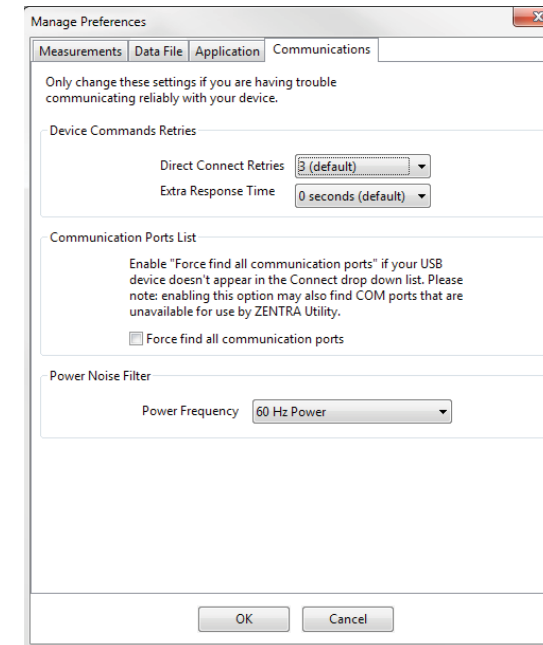 Manage Preferences
x
Measurements Data File Application Communications
Only change these settings if you are having trouble
communicating reliably with your device.
Device Commands Retries
Direct Connect Retries 3 (default)
Extra Response Time 0 seconds (default)
Communication Ports List
Enable "Force find all communication ports" if your USB
device doesn't appear in the Connect drop down list. Please
note: enabling this option may also find COM ports that are
unavailable for use by ZENTRA Utility.
Force find all communication ports
Power Noise Filter
Power Frequency 60 Hz Power
OK Cancel